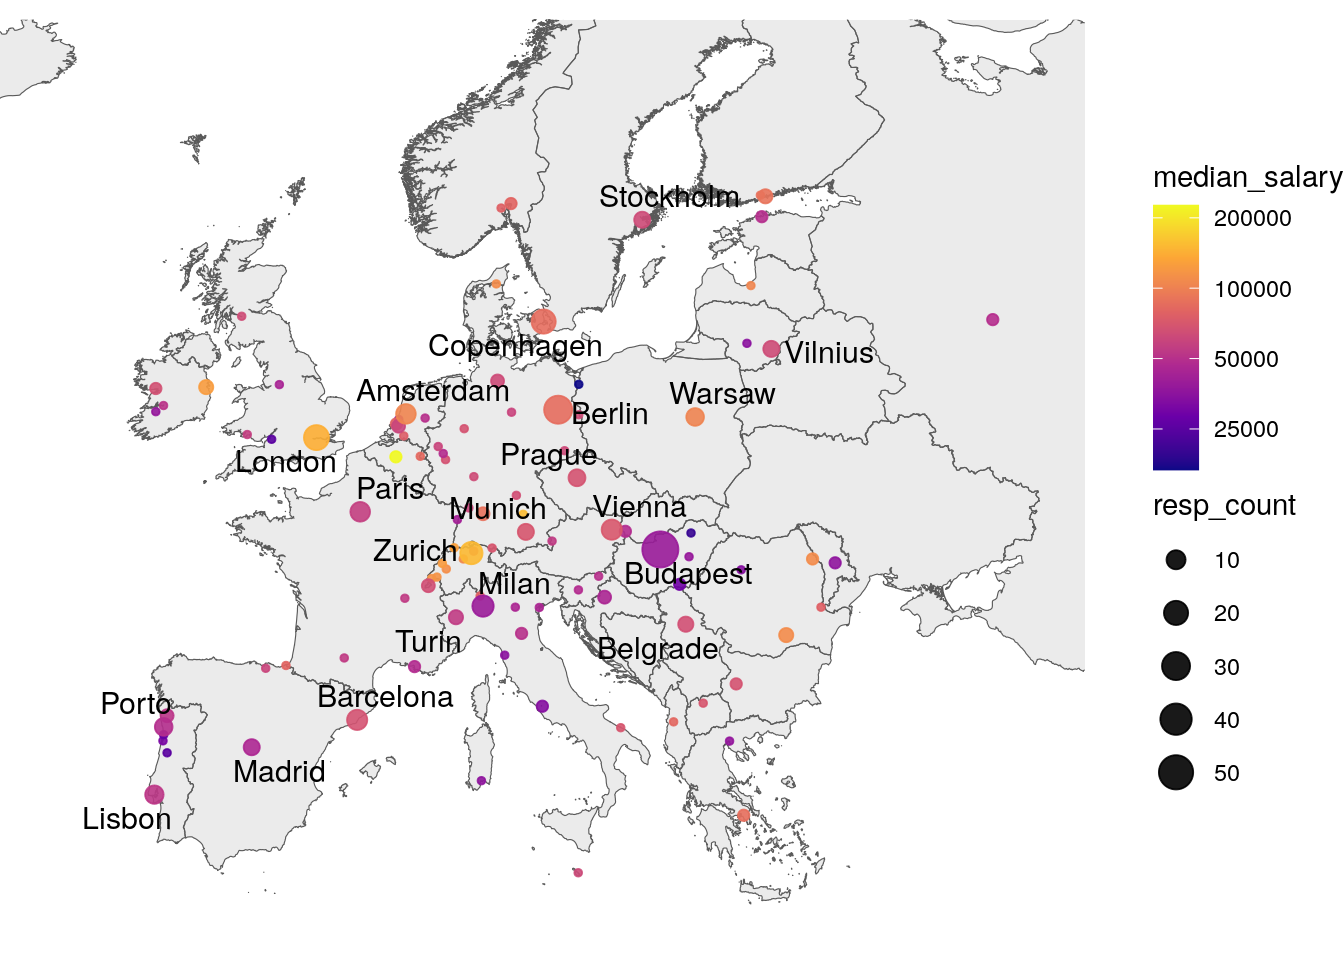 Stockholm
Copenhagen
Vilnius
Amsterdam
Warsaw
Berlin
London
Prague
Paris
Munich
Vienna
Zurich
Budapest
Milan
Turin
Belgrade
Porto
Barcelona
Madrid
Lisbon
median_salary
200000
100000
50000
25000
resp_count
10
20
30
40
50